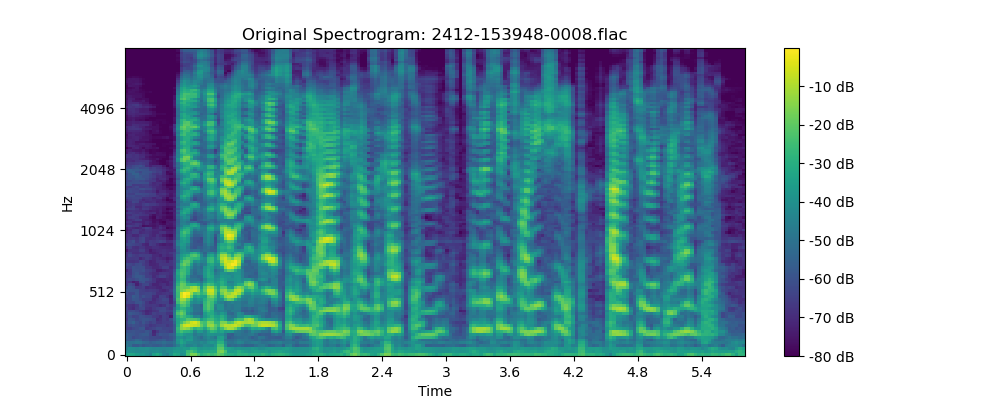 Original Spectrogram: 2412-153948-0008.flac
Hz
4096
2048
1024
512
0
0 0.6 1.2 1.8 2.4 3 3.6 4.2 4.8 5.4
Time
-10 dB
-20 dB
-30 dB
-40 dB
-50 dB
-60 dB
-70 dB
-80 dB